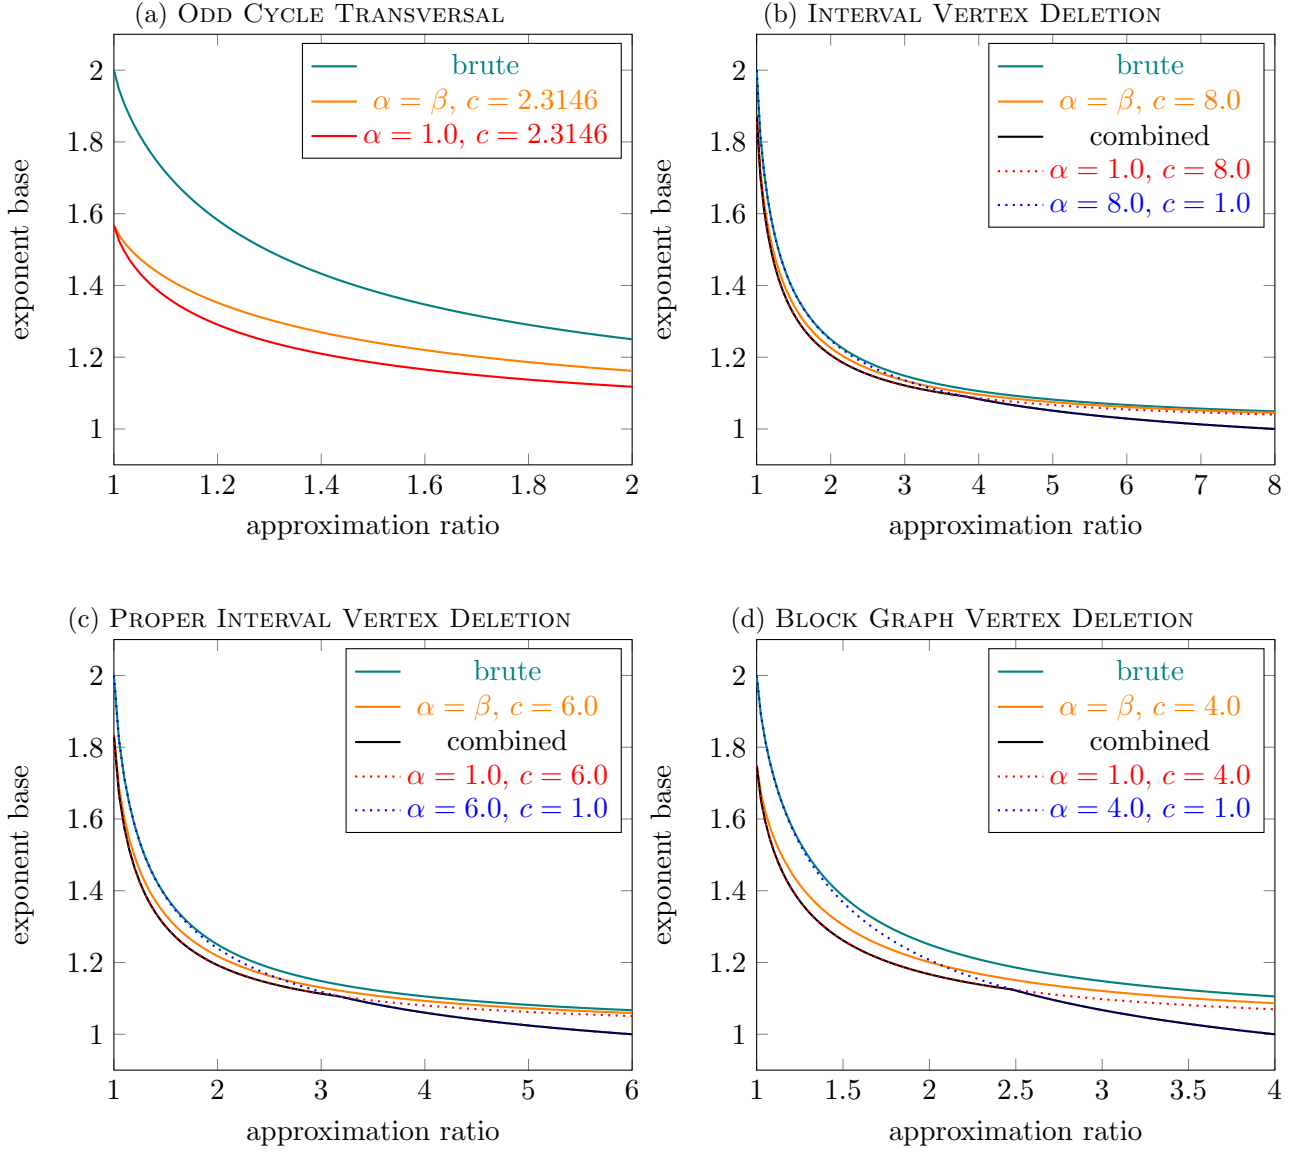 (a) ODD CYCLE TRANSVERSAL
brute
α = β, c = 2.3146
α = 1.0, c = 2.3146
2
1.8
1.6
1.4
1.2
1
exponent base
1 1.2 1.4 1.6 1.8 2
approximation ratio
(b) INTERVAL VERTEX DELETION
brute
α = β, c = 8.0
combined
α = 1.0, c = 8.0
α = 8.0, c = 1.0
2
1.8
1.6
1.4
1.2
1
exponent base
1 2 3 4 5 6 7 8
approximation ratio
(c) PROPER INTERVAL VERTEX DELETION
brute
α = β, c = 6.0
combined
α = 1.0, c = 6.0
α = 6.0, c = 1.0
2
1.8
1.6
1.4
1.2
1
exponent base
1 2 3 4 5 6
approximation ratio
(d) BLOCK GRAPH VERTEX DELETION
brute
α = β, c = 4.0
combined
α = 1.0, c = 4.0
α = 4.0, c = 1.0
2
1.8
1.6
1.4
1.2
1
exponent base
1 1.5 2 2.5 3 3.5 4
approximation ratio